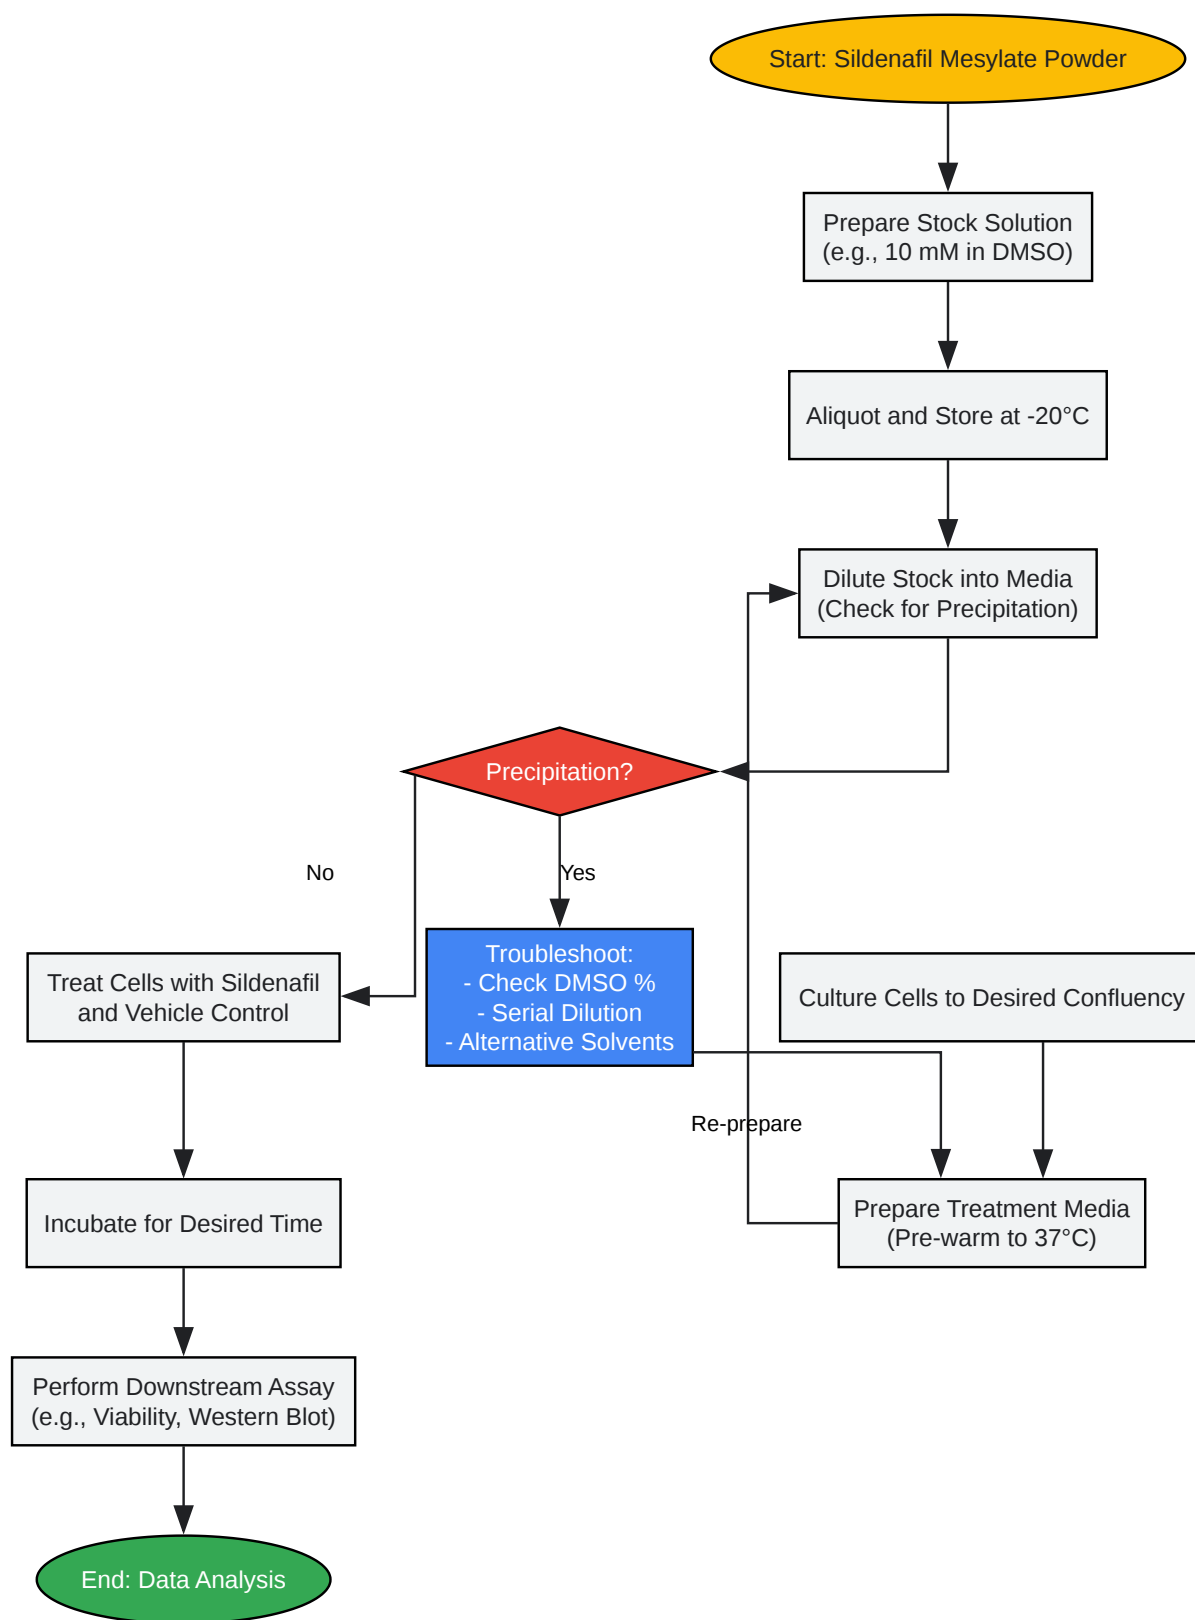 Start: Sildenafil Mesylate Powder
Prepare Stock Solution
(e.g., 10 mM in DMSO)
Aliquot and Store at -20°C
Dilute Stock into Media
(Check for Precipitation)
Precipitation?
No
Yes
Troubleshoot:
- Check DMSO %
- Serial Dilution
- Alternative Solvents
Treat Cells with Sildenafil
and Vehicle Control
Culture Cells to Desired Confluency
Re-prepare
Prepare Treatment Media
(Pre-warm to 37°C)
Incubate for Desired Time
Perform Downstream Assay
(e.g., Viability, Western Blot)
End: Data Analysis